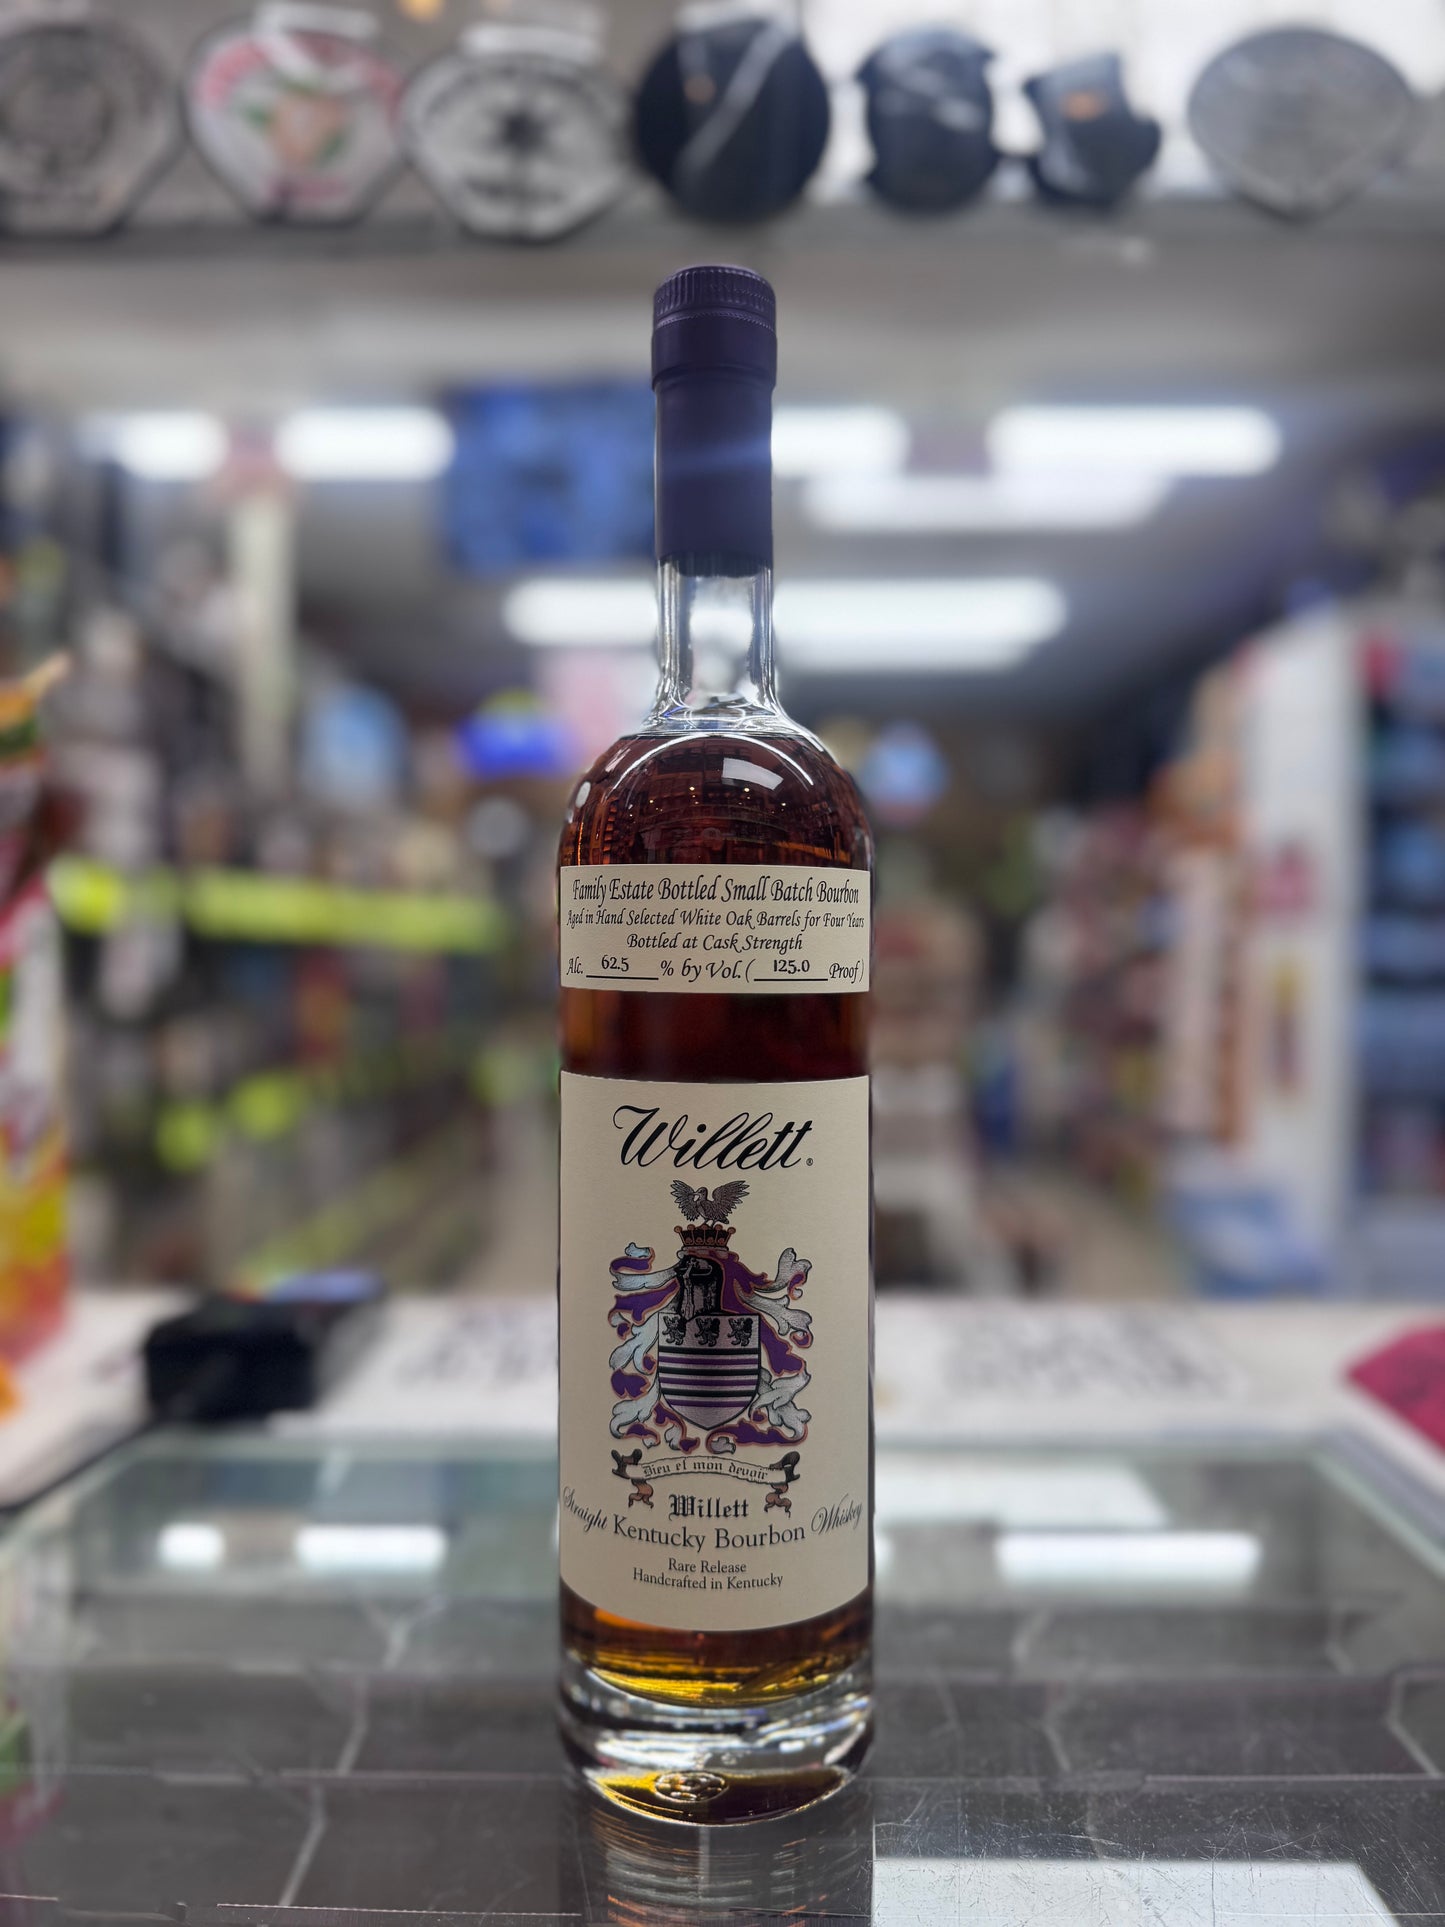 Family Estate Bottled Small Batch Bourbon
Aged in Hand Selected White Oak Barrels for Four Years
Bottled at Cask Strength
Alc. 62.5 % by Vol. ( 125.0 Proof )
Willett®
Dieu et mon devoir
Willett
Straight Kentucky Bourbon Whiskey
Rare Release
Handcrafted in Kentucky